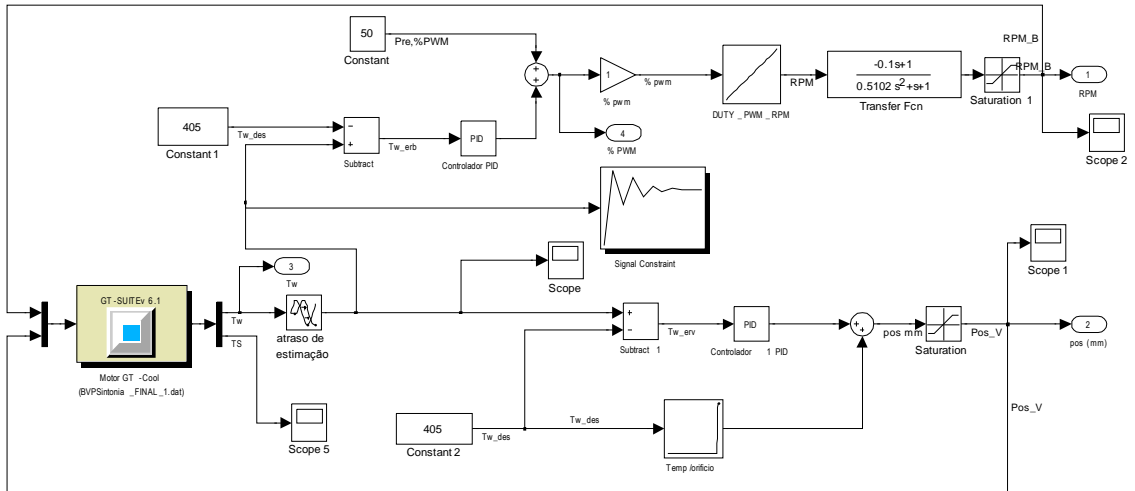 50
Pre,%PWM
Constant
RPM_B
+
+
1
% pwm
% pwm
RPM
DUTY _ PWM _ RPM
-0.1s+1
0.5102 s²+s+1
Transfer Fcn
RPM_B
Saturation 1
1
RPM
405
Tw_des
Constant 1
−
+
Subtract
Tw_erb
PID
Controlador PID
4
% PWM
Scope 2
Signal Constraint
Scope
Scope 1
3
Tw
GT -SUITEv 6.1
Tw
TS
atraso de
estimação
Motor GT -Cool
(BVPSintonia _FINAL _1.dat)
+
−
Subtract 1
Tw_erv
PID
Controlador 1 PID
+
+
pos mm
Saturation
Pos_V
2
pos (mm)
Pos_V
Scope 5
405
Tw_des
Constant 2
Tw_des
Temp /orificio